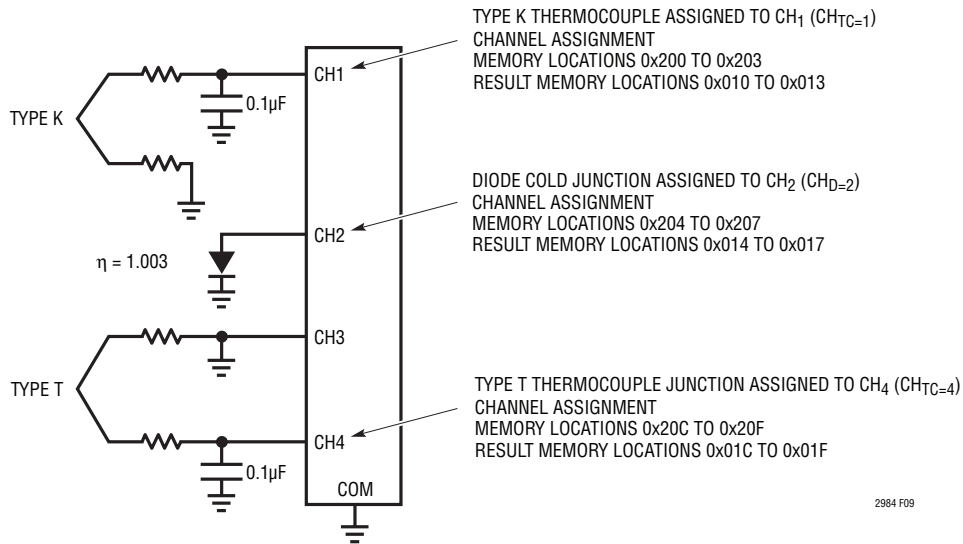 TYPE K THERMOCOUPLE ASSIGNED TO CH1 (CHTC=1)
CHANNEL ASSIGNMENT
MEMORY LOCATIONS 0x200 TO 0x203
RESULT MEMORY LOCATIONS 0x010 TO 0x013
CH1
0.1µF
TYPE K
DIODE COLD JUNCTION ASSIGNED TO CH2 (CHD=2)
CHANNEL ASSIGNMENT
MEMORY LOCATIONS 0x204 TO 0x207
RESULT MEMORY LOCATIONS 0x014 TO 0x017
CH2
η = 1.003
CH3
TYPE T
TYPE T THERMOCOUPLE JUNCTION ASSIGNED TO CH4 (CHTC=4)
CHANNEL ASSIGNMENT
MEMORY LOCATIONS 0x20C TO 0x20F
RESULT MEMORY LOCATIONS 0x01C TO 0x01F
CH4
0.1µF
COM
2984 F09